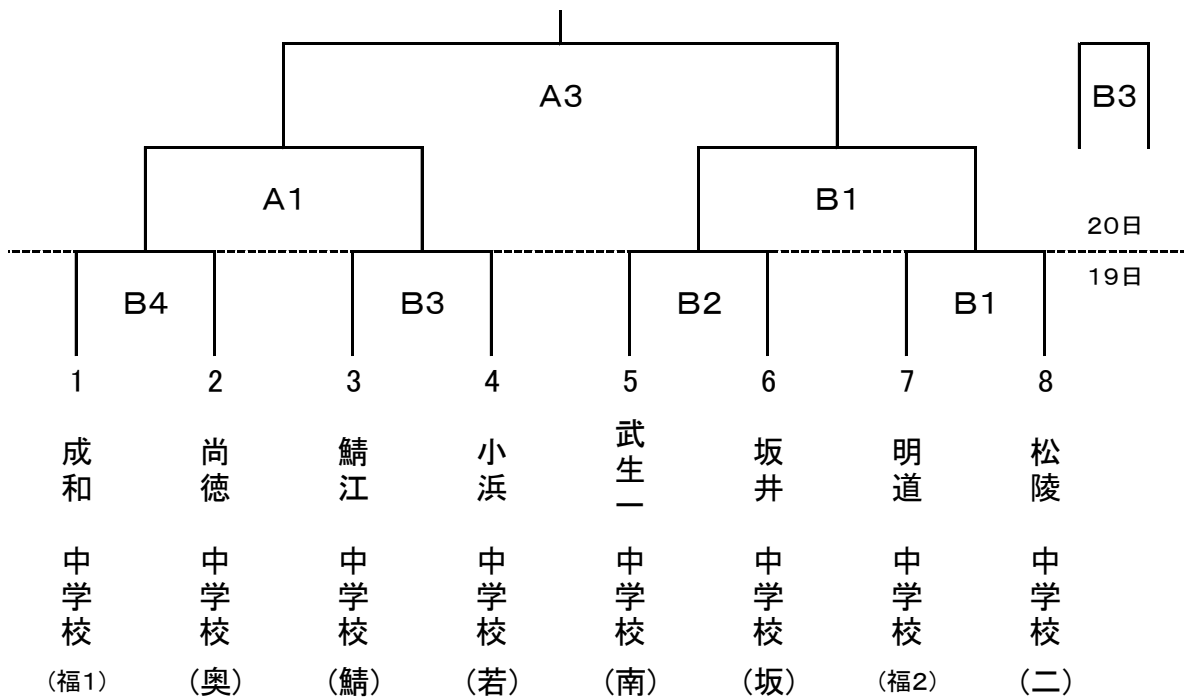 A3
B3
A1
B1
20日
19日
B4
B3
B2
B1
1
2
3
4
5
6
7
8
成和 中学校 (福1)
尚徳 中学校 (奥)
鯖江 中学校 (鯖)
小浜 中学校 (若)
武生一 中学校 (南)
坂井 中学校 (坂)
明道 中学校 (福2)
松陵 中学校 (二)